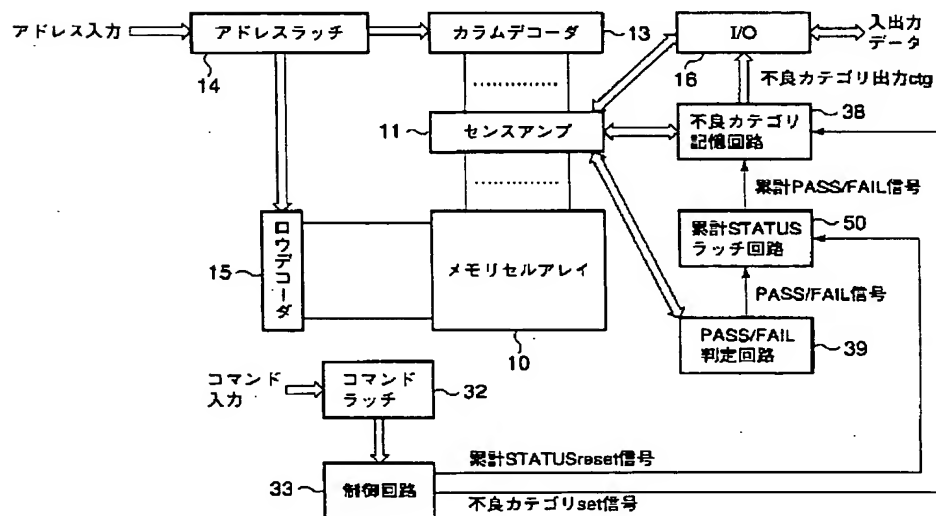 アドレス入力
アドレスラッチ
14
カラムデコーダ
13
I/O
16
入出力
データ
不良カテゴリ出力ctg
11
センスアンプ
不良カテゴリ
記憶回路
38
累計PASS/FAIL信号
累計STATUS
ラッチ回路
50
ロウデコーダ
15
メモリセルアレイ
10
PASS/FAIL信号
PASS/FAIL
判定回路
39
コマンド
入力
コマンド
ラッチ
32
累計STATUSreset信号
33
制御回路
不良カテゴリset信号